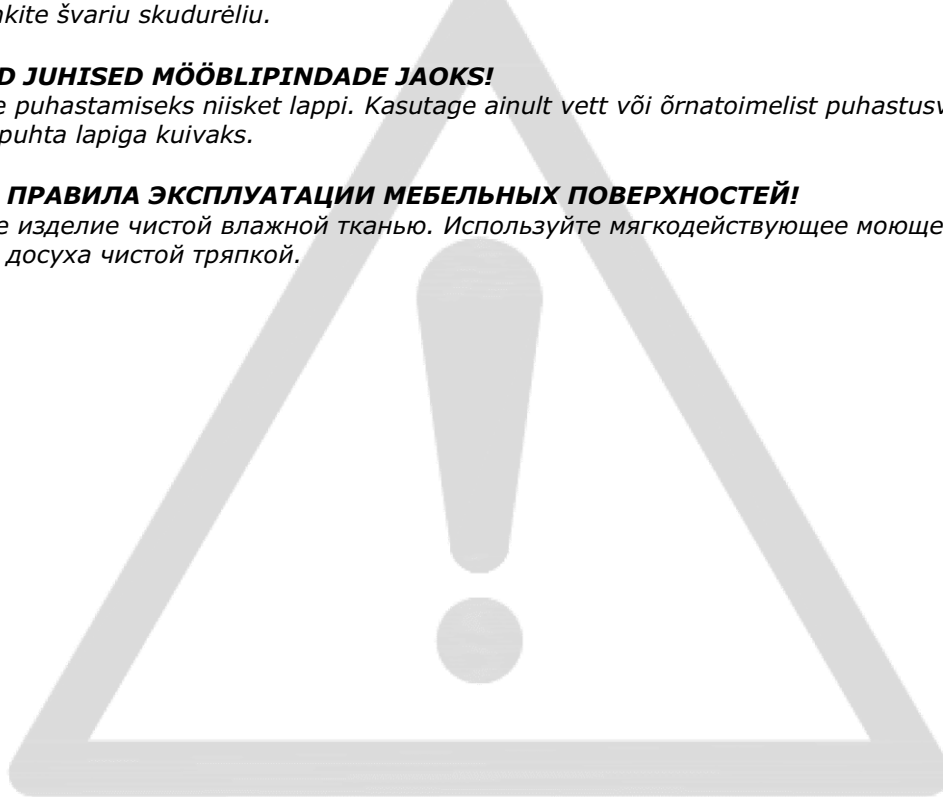 kite švariu skudurėliu.
D JUHISED MÖÖBLIPINDADE JAOKS!
e puhastamiseks niisket lappi. Kasutage ainult vett või õrnatoimelist puhastusv
puhta lapiga kuivaks.
ПРАВИЛА ЭКСПЛУАТАЦИИ МЕБЕЛЬНЫХ ПОВЕРХНОСТЕЙ!
е изделие чистой влажной тканью. Используйте мягкодействующее моюще
досуха чистой тряпкой.